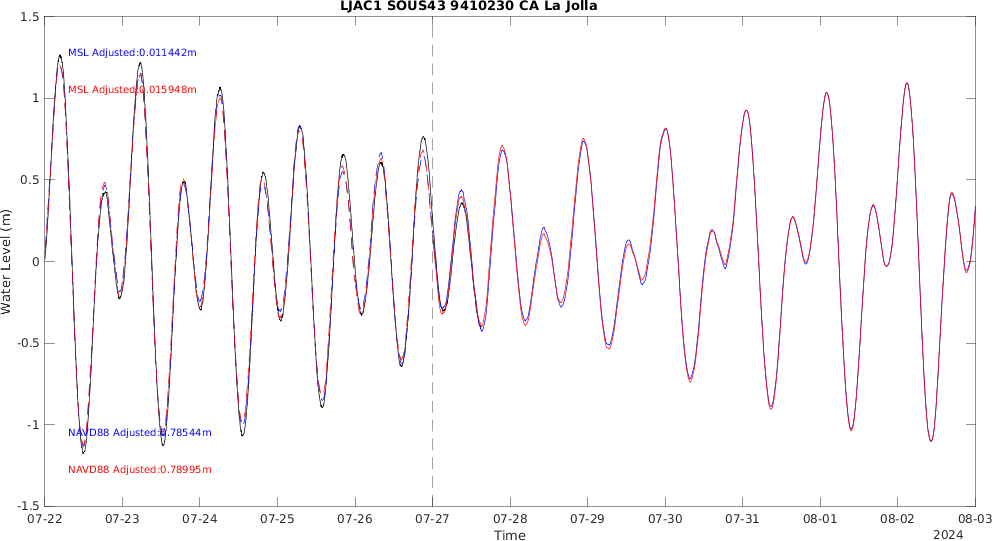 LJAC1 SOUS43 9410230 CA La Jolla
1.5
MSL Adjusted:0.011442m
MSL Adjusted:0.015948m
1
0.5
0
Water Level (m)
-0.5
-1
NAVD88 Adjusted:0.78544m
NAVD88 Adjusted:0.78995m
-1.5
07-22 07-23 07-24 07-25 07-26 07-27 07-28 07-29 07-30 07-31 08-01 08-02 08-03
Time
2024